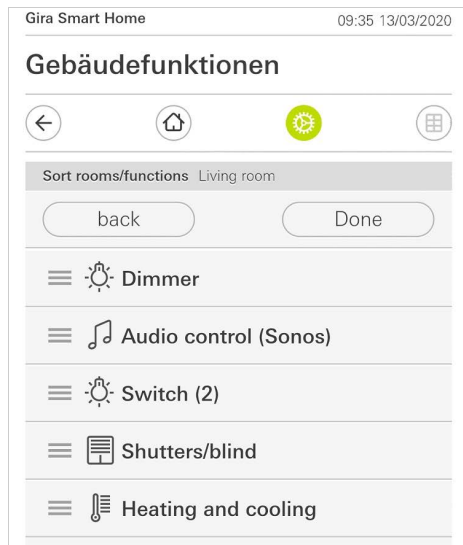 Gira Smart Home 09:35 13/03/2020
Gebäudefunktionen
Sort rooms/functions Living room
back Done
Dimmer
Audio control (Sonos)
Switch (2)
Shutters/blind
Heating and cooling